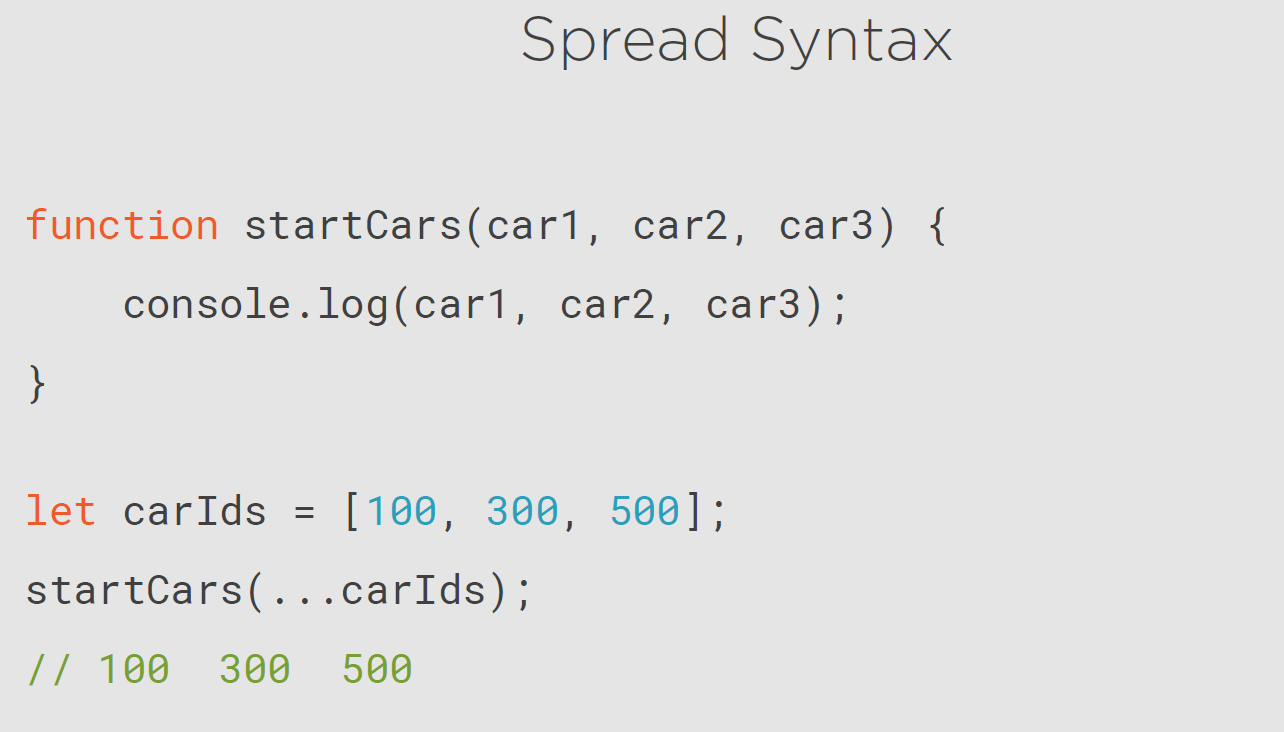 Spread Syntax
function startCars(car1, car2, car3) {
    console.log(car1, car2, car3);
}
let carIds = [100, 300, 500];
startCars(...carIds);
// 100  300  500